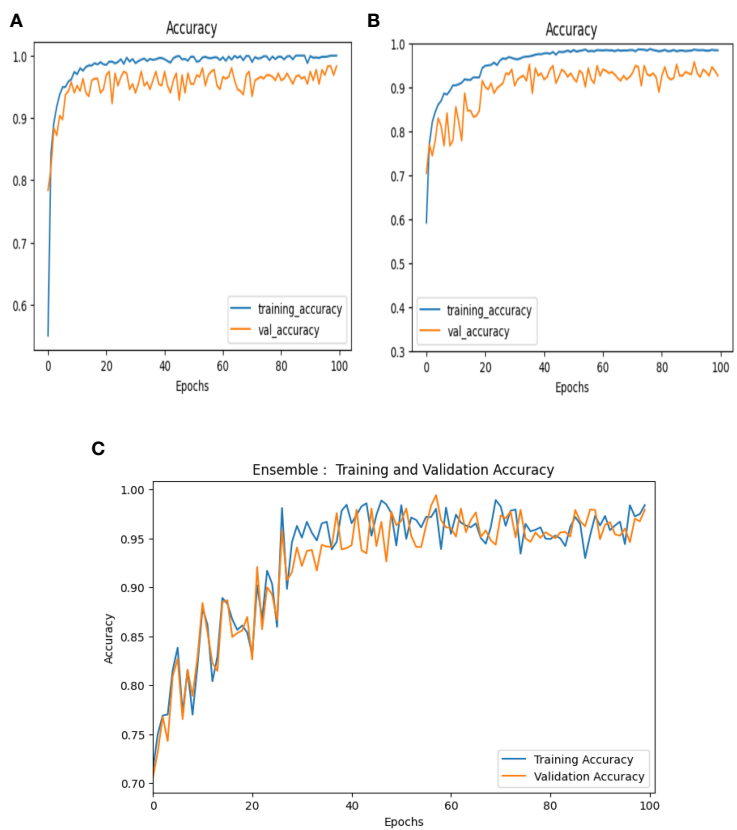 A
Accuracy
1.0
0.9
0.8
0.7
0.6
training_accuracy
val_accuracy
0 20 40 60 80 100
Epochs
B
Accuracy
1.0
0.9
0.8
0.7
0.6
0.5
0.4
0.3
training_accuracy
val_accuracy
0 20 40 60 80 100
Epochs
C
Ensemble : Training and Validation Accuracy
Accuracy
1.00
0.95
0.90
0.85
0.80
0.75
0.70
Training Accuracy
Validation Accuracy
0 20 40 60 80 100
Epochs